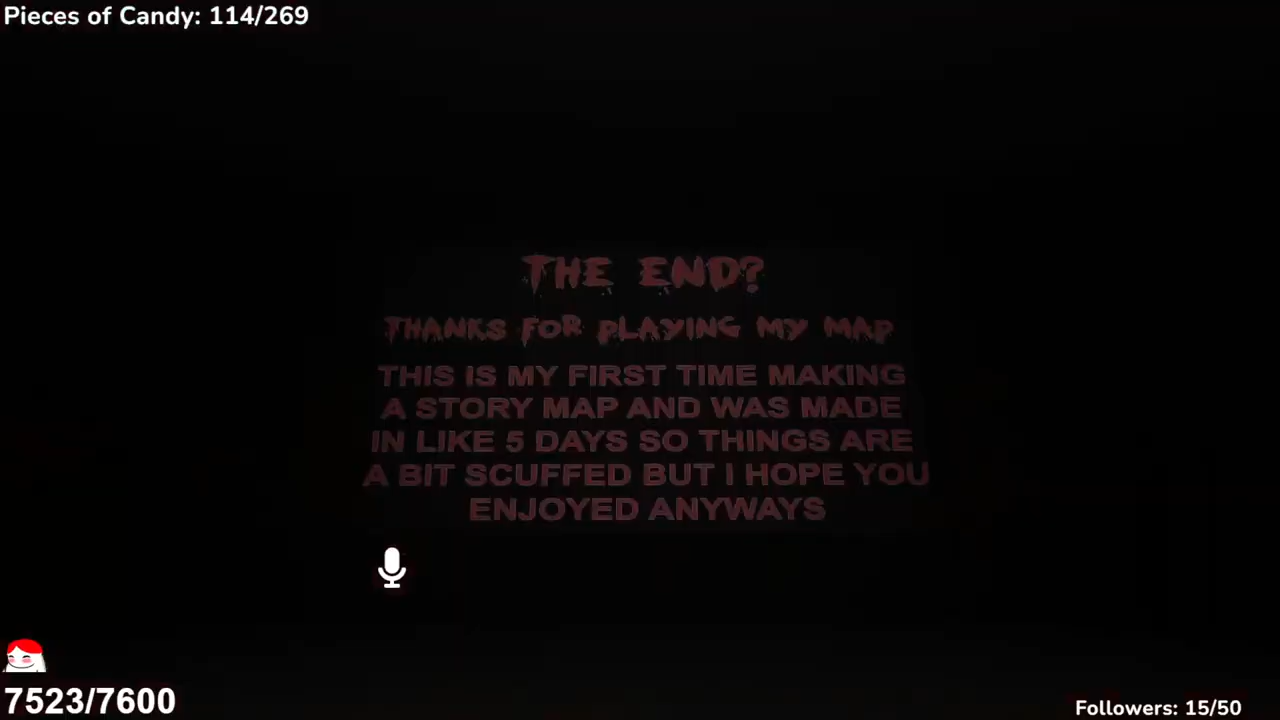 Pieces of Candy: 114/269
THE END?
THANKS FOR PLAYING MY MAP
THIS IS MY FIRST TIME MAKING
A STORY MAP AND WAS MADE
IN LIKE 5 DAYS SO THINGS ARE
A BIT SCUFFED BUT I HOPE YOU
ENJOYED ANYWAYS
7523/7600
Followers: 15/50